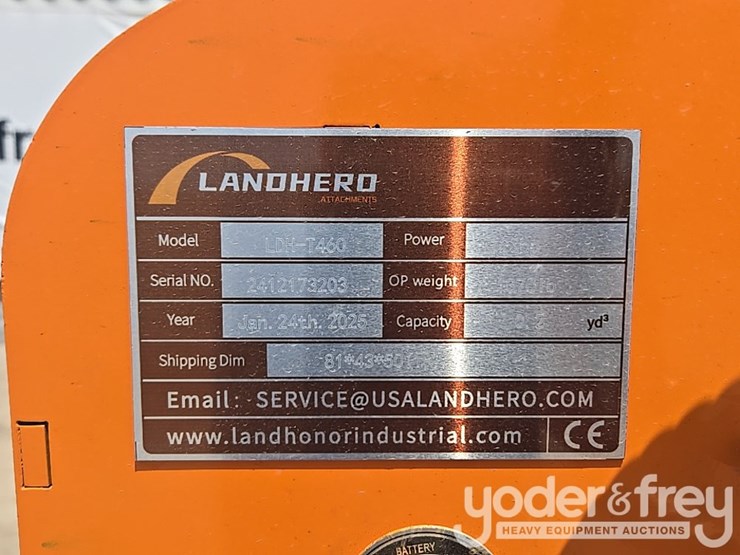 LANDHERO
ATTACHMENTS
Model LDH-T460 Power
Serial NO. 2412173203 OP weight
Year Jan. 24th. 2025 Capacity yd³
Shipping Dim
Email: SERVICE@USALANDHERO.COM
www.landhonorindustrial.com CE
yoder&frey
HEAVY EQUIPMENT AUCTIONS
BATTERY